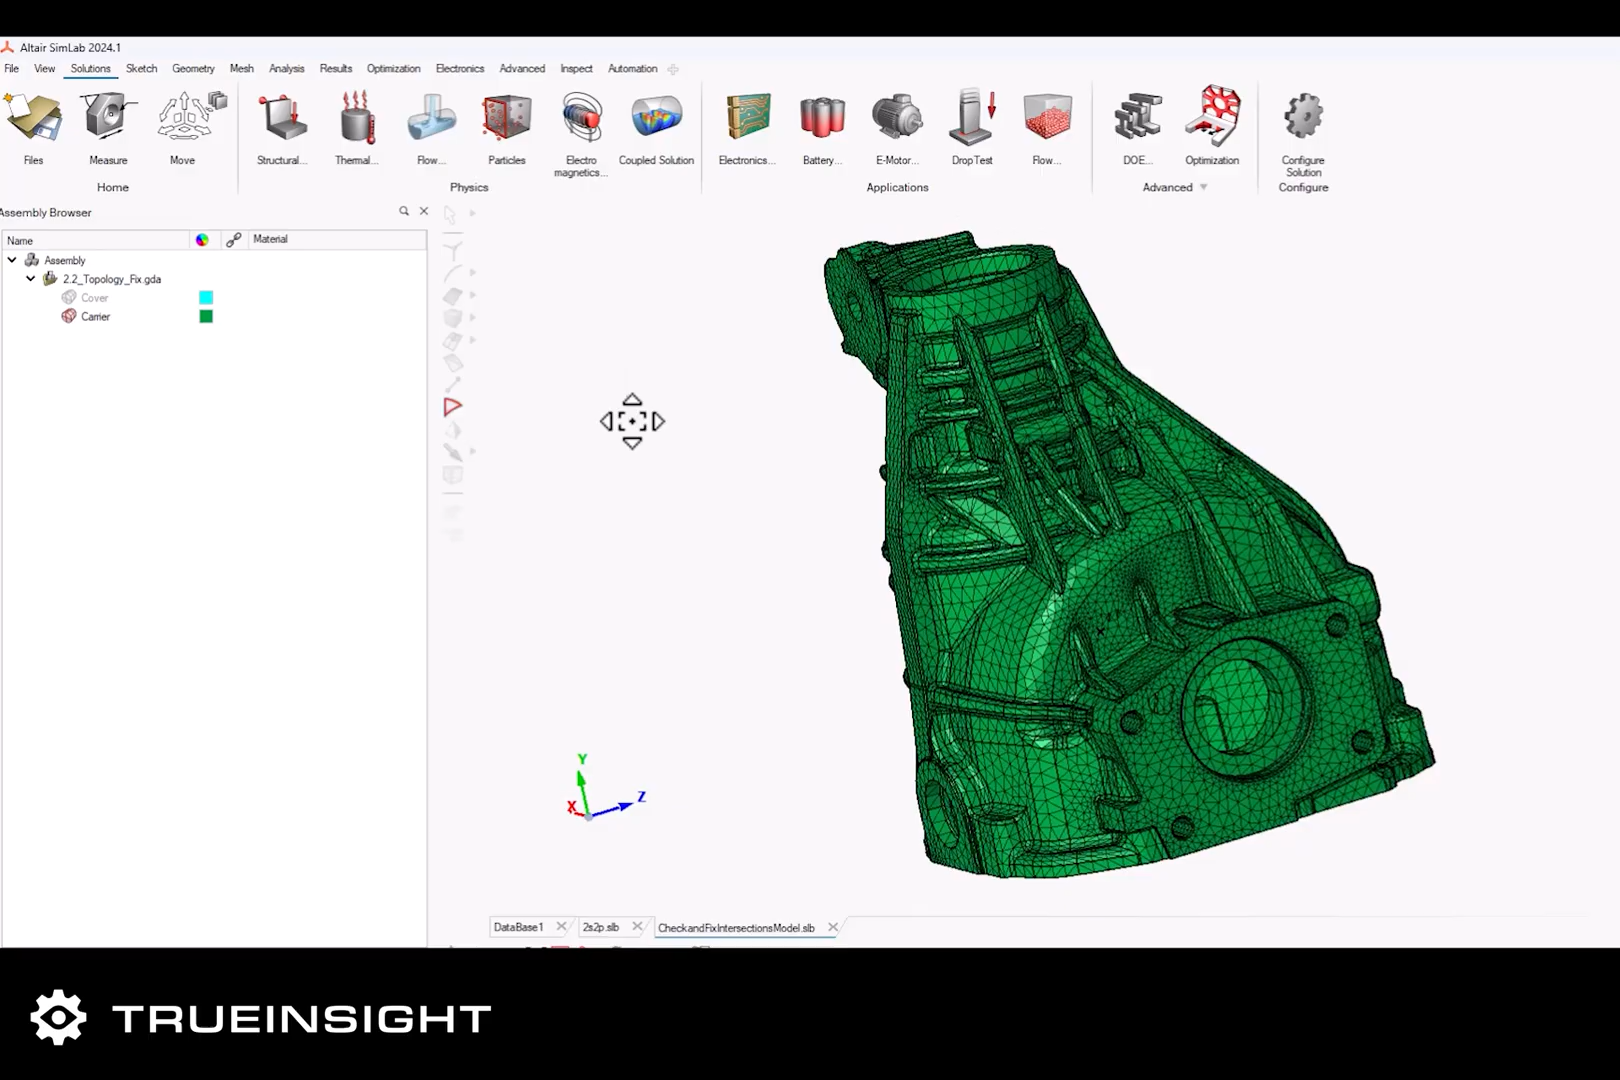 Altair SimLab 2024.1
File View Solutions Sketch Geometry Mesh Analysis Results Optimization Electronics Advanced Inspect Automation
Files Measure Move Structural... Thermal... Flow... Particles Electro magnetics... Coupled Solution Electronics... Battery... E-Motor... Drop Test Flow... DOE... Optimization Configure Solution
Home Physics Applications Advanced Configure
Assembly Browser
Name Material
Assembly
2.2_Topology_Fix.gda
Cover
Carrier
Y
Z
X
DataBase1 2s2p.slb CheckandFixIntersectionsModel.slb
TRUEINSIGHT